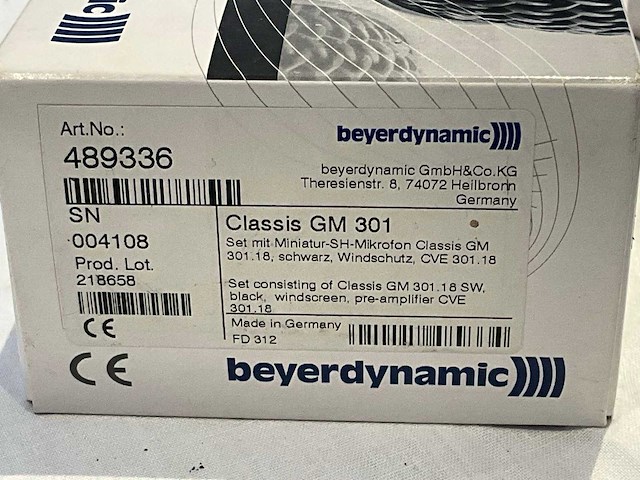 ic
Art.No.:
489336
beyerdynamic
beyerdynamic GmbH&Co.KG
Theresienstr. 8, 74072 Heilbronn
Germany
SN
004108
Prod. Lot.
218658
CE
Classis GM 301
Set mit Miniatur-SH-Mikrofon Classis GM
301.18, schwarz, Windschutz, CVE 301.18
Set consisting of Classis GM 301.18 SW,
black, windscreen, pre-amplifier CVE
301.18
Made in Germany
FD 312
CE
beyerdynamic